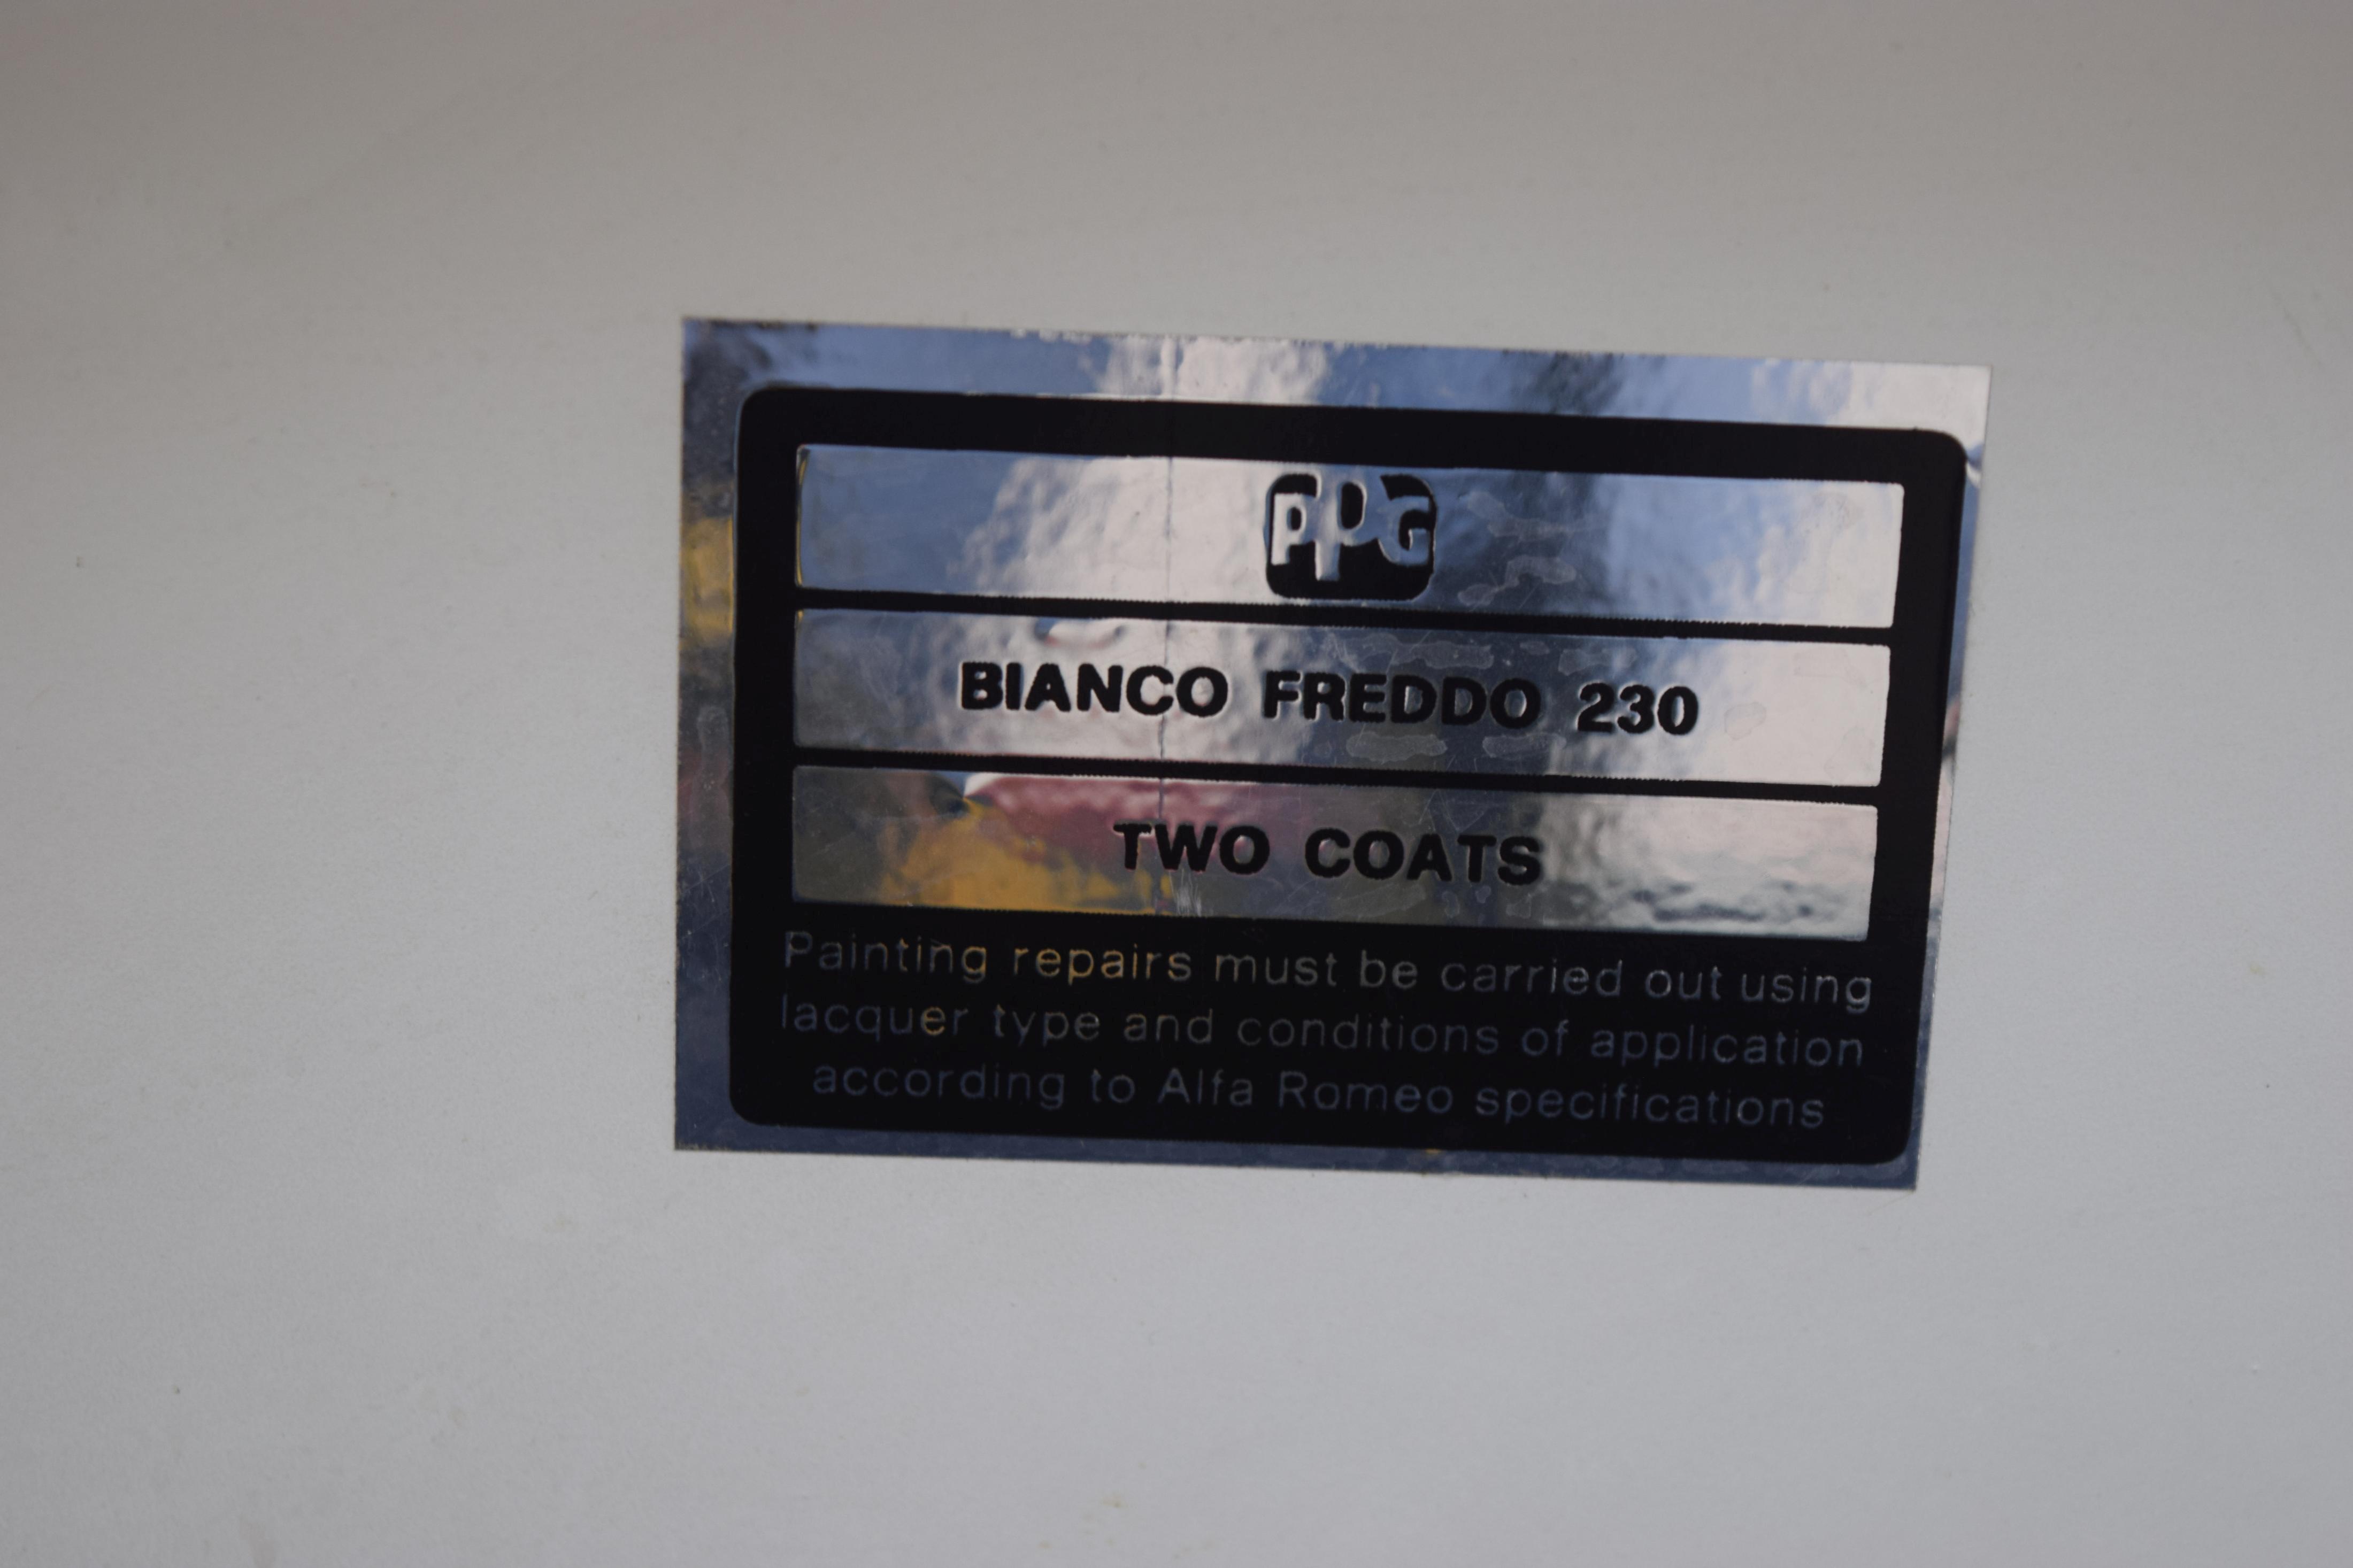 PPG
BIANCO FREDDO 230
TWO COATS
Painting repairs must be carried out using
lacquer type and conditions of application
according to Alfa Romeo specifications